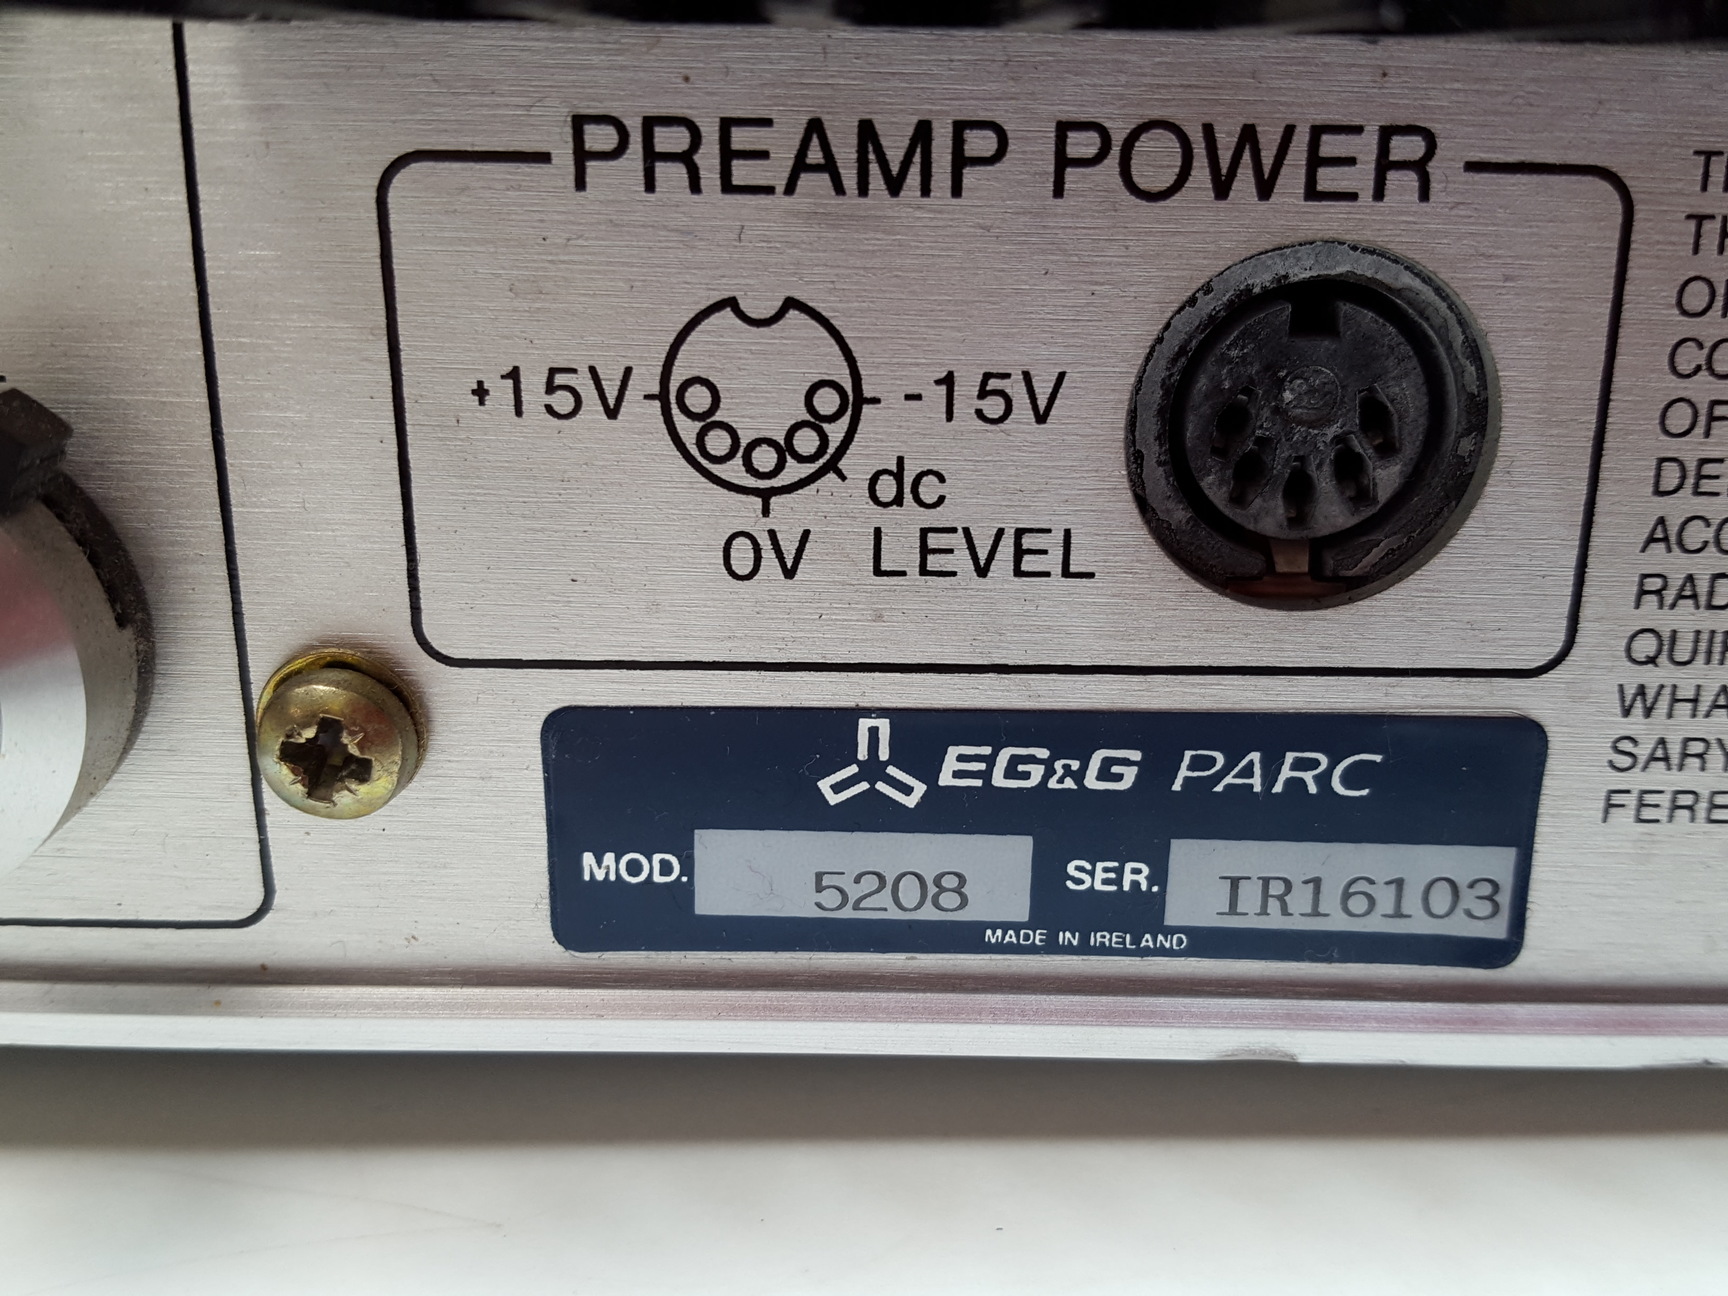 PREAMP POWER
+15V -15V
dc
0V LEVEL
EG&G PARC
MOD. 5208 SER. IR16103
MADE IN IRELAND